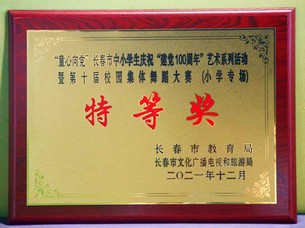 “童心向党”长春市中小学生庆祝“建党100周年”艺术系列活动
暨第十届校园集体舞蹈大赛（小学专场）
特等奖
长春市教育局
长春市文化广播电视和旅游局
二〇二一年十二月